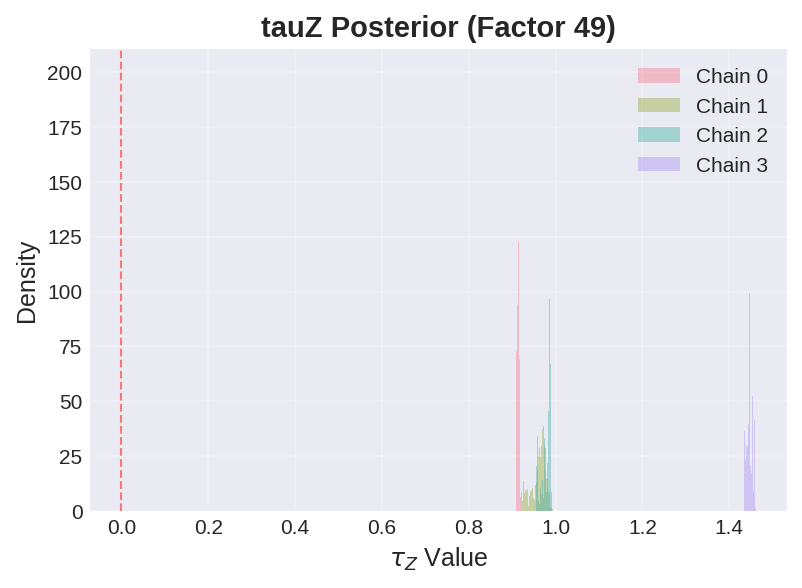 tauZ Posterior (Factor 49)
200
175
150
125
100
75
50
25
0
Density
Chain 0
Chain 1
Chain 2
Chain 3
0.0 0.2 0.4 0.6 0.8 1.0 1.2 1.4
τZ Value